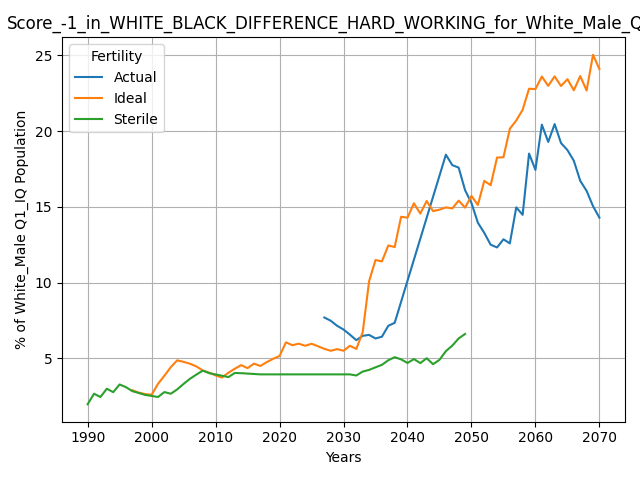 Score_-1_in_WHITE_BLACK_DIFFERENCE_HARD_WORKING_for_White_Male_Q
Fertility
Actual
Ideal
Sterile
% of White_Male Q1_IQ Population
25
20
15
10
5
1990 2000 2010 2020 2030 2040 2050 2060 2070
Years